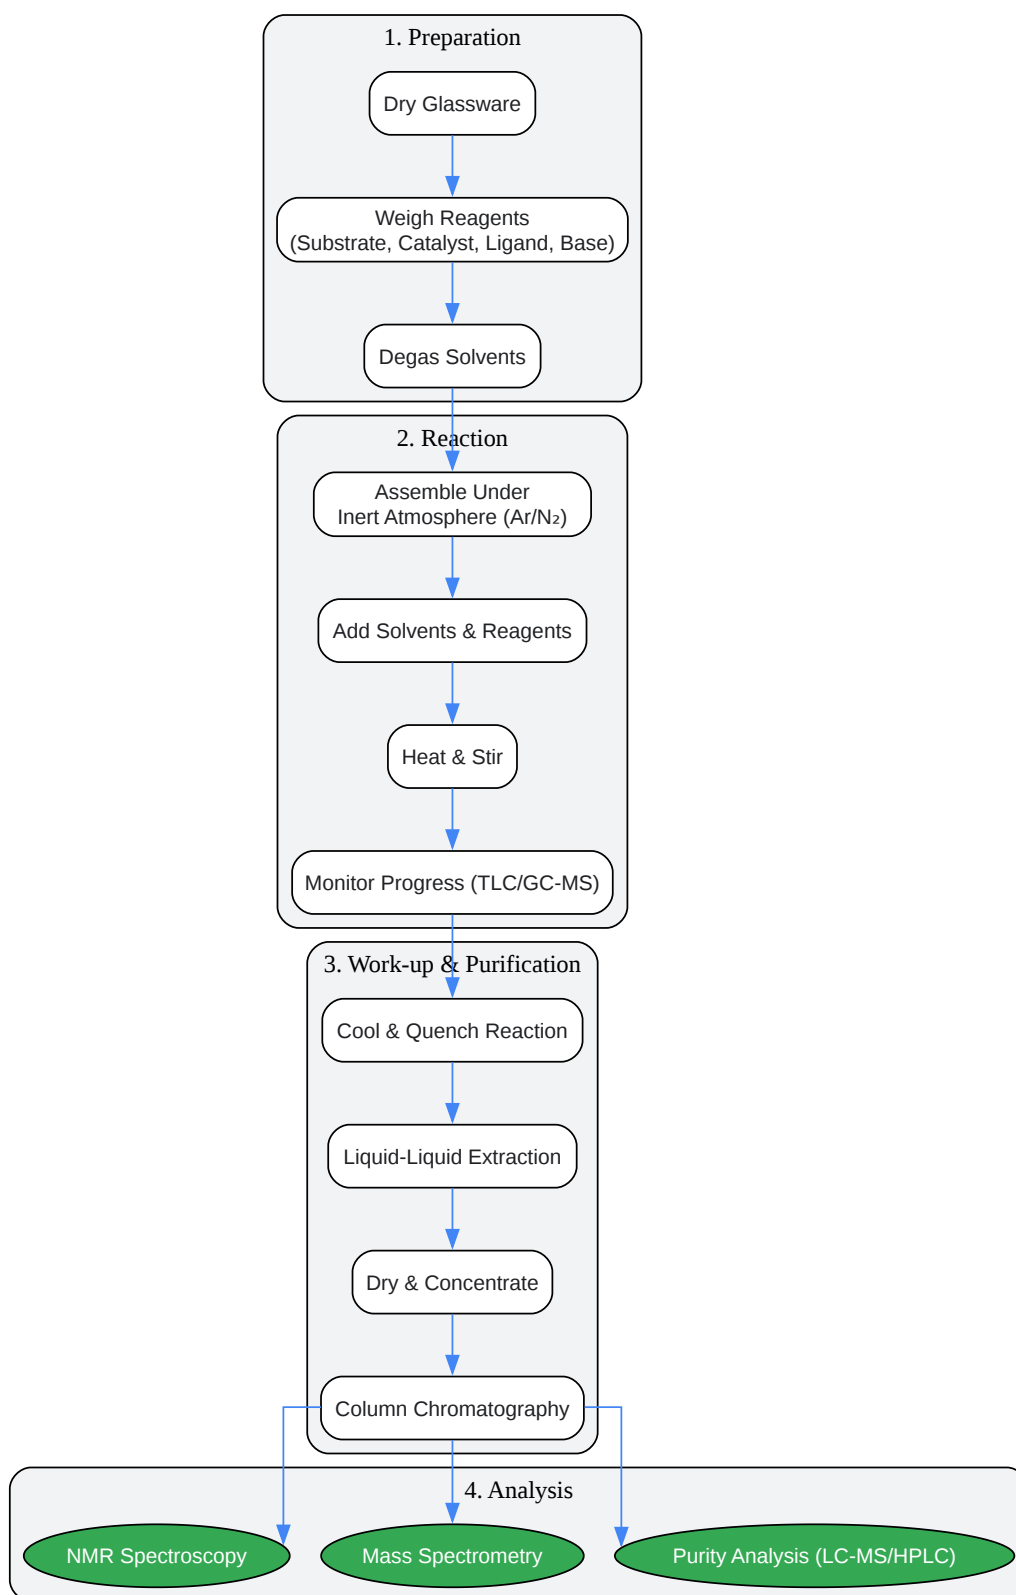 1. Preparation
Dry Glassware
Weigh Reagents
(Substrate, Catalyst, Ligand, Base)
Degas Solvents
2. Reaction
Assemble Under
Inert Atmosphere (Ar/N₂)
Add Solvents & Reagents
Heat & Stir
Monitor Progress (TLC/GC-MS)
3. Work-up & Purification
Cool & Quench Reaction
Liquid-Liquid Extraction
Dry & Concentrate
Column Chromatography
4. Analysis
NMR Spectroscopy
Mass Spectrometry
Purity Analysis (LC-MS/HPLC)